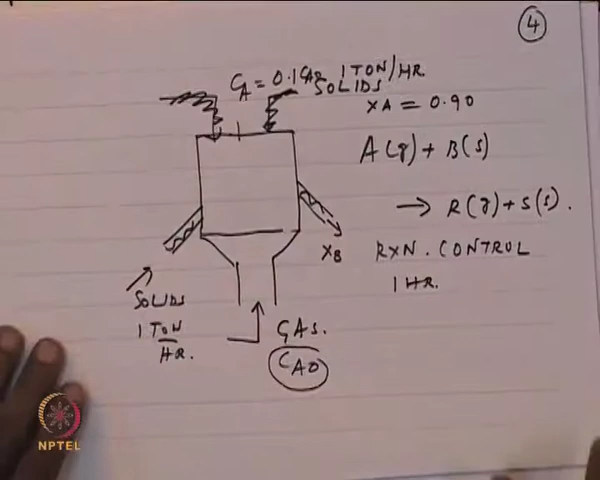 4
CA = 0.1CA0 1 TON/HR
SOLIDS
XA = 0.90
A(g) + B(s)
→ R(g) + S(s).
RXN. CONTROL
1 HR.
XB
SOLIDS
1 TON
HR.
GAS.
CAO
NPTEL